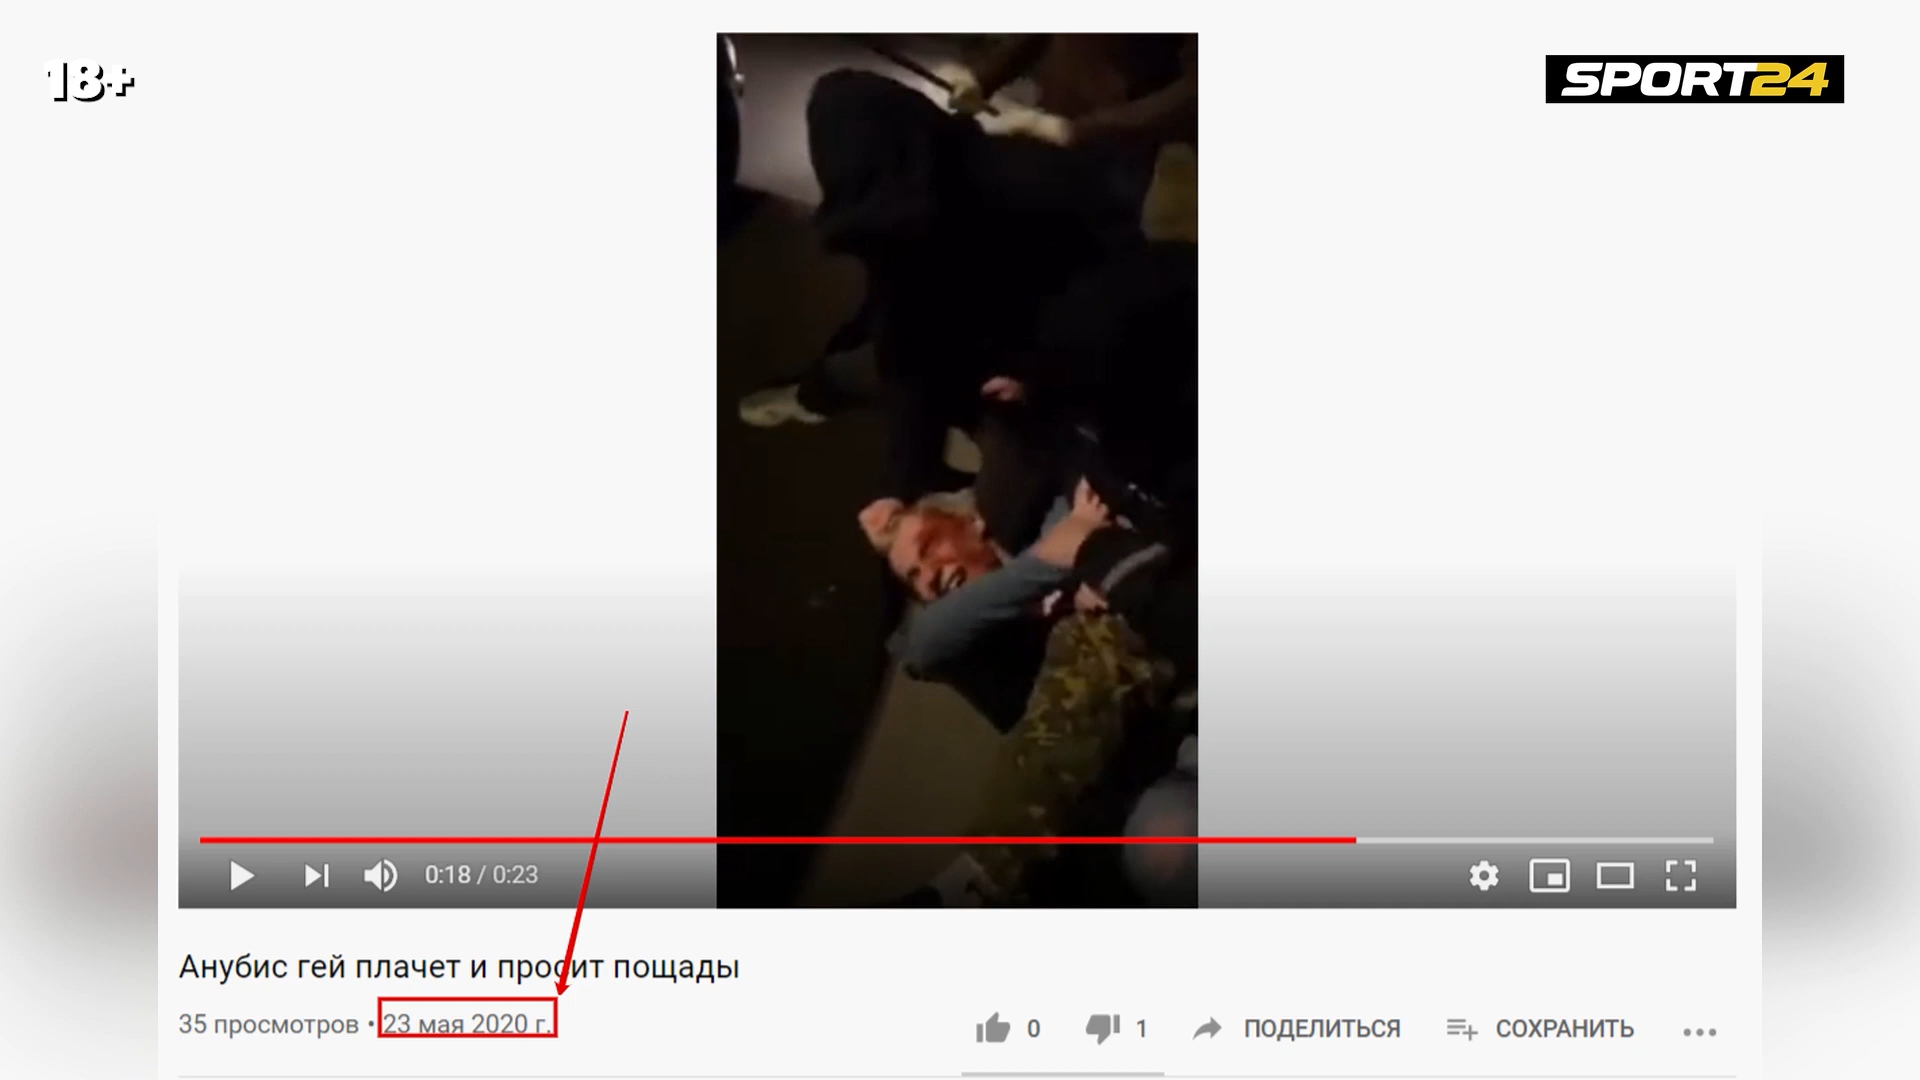 18+
SPORT24
0:18 / 0:23
Анубис гей плачет и просит пощады
35 просмотров • 23 мая 2020 г.
0
1
ПОДЕЛИТЬСЯ
СОХРАНИТЬ